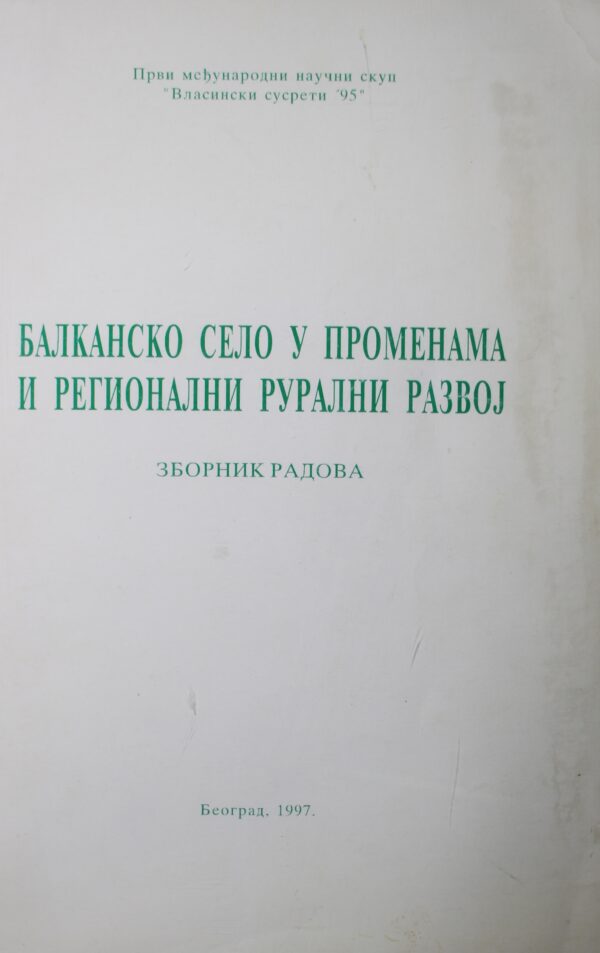 Први међународни научни скуп
"Власински сусрети '95"
БАЛКАНСКО СЕЛО У ПРОМЕНАМА
И РЕГИОНАЛНИ РУРАЛНИ РАЗВОЈ
ЗБОРНИК РАДОВА
Београд, 1997.